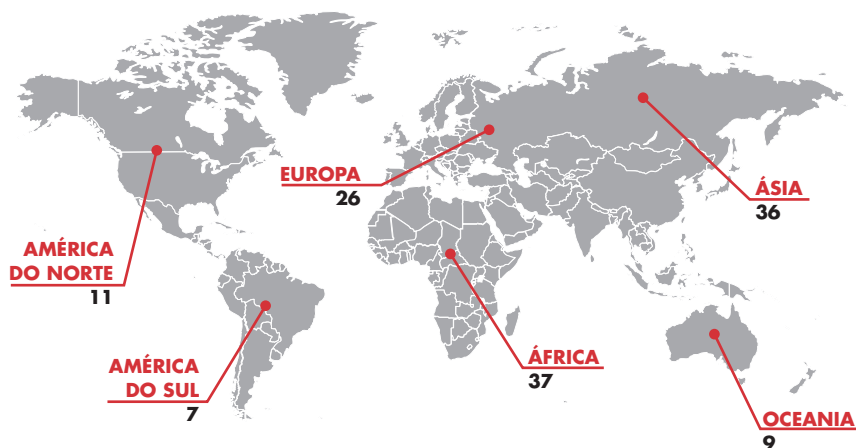 EUROPA
26
ÁSIA
36
AMÉRICA
DO NORTE
11
AMÉRICA
DO SUL
7
ÁFRICA
37
OCEANIA
9